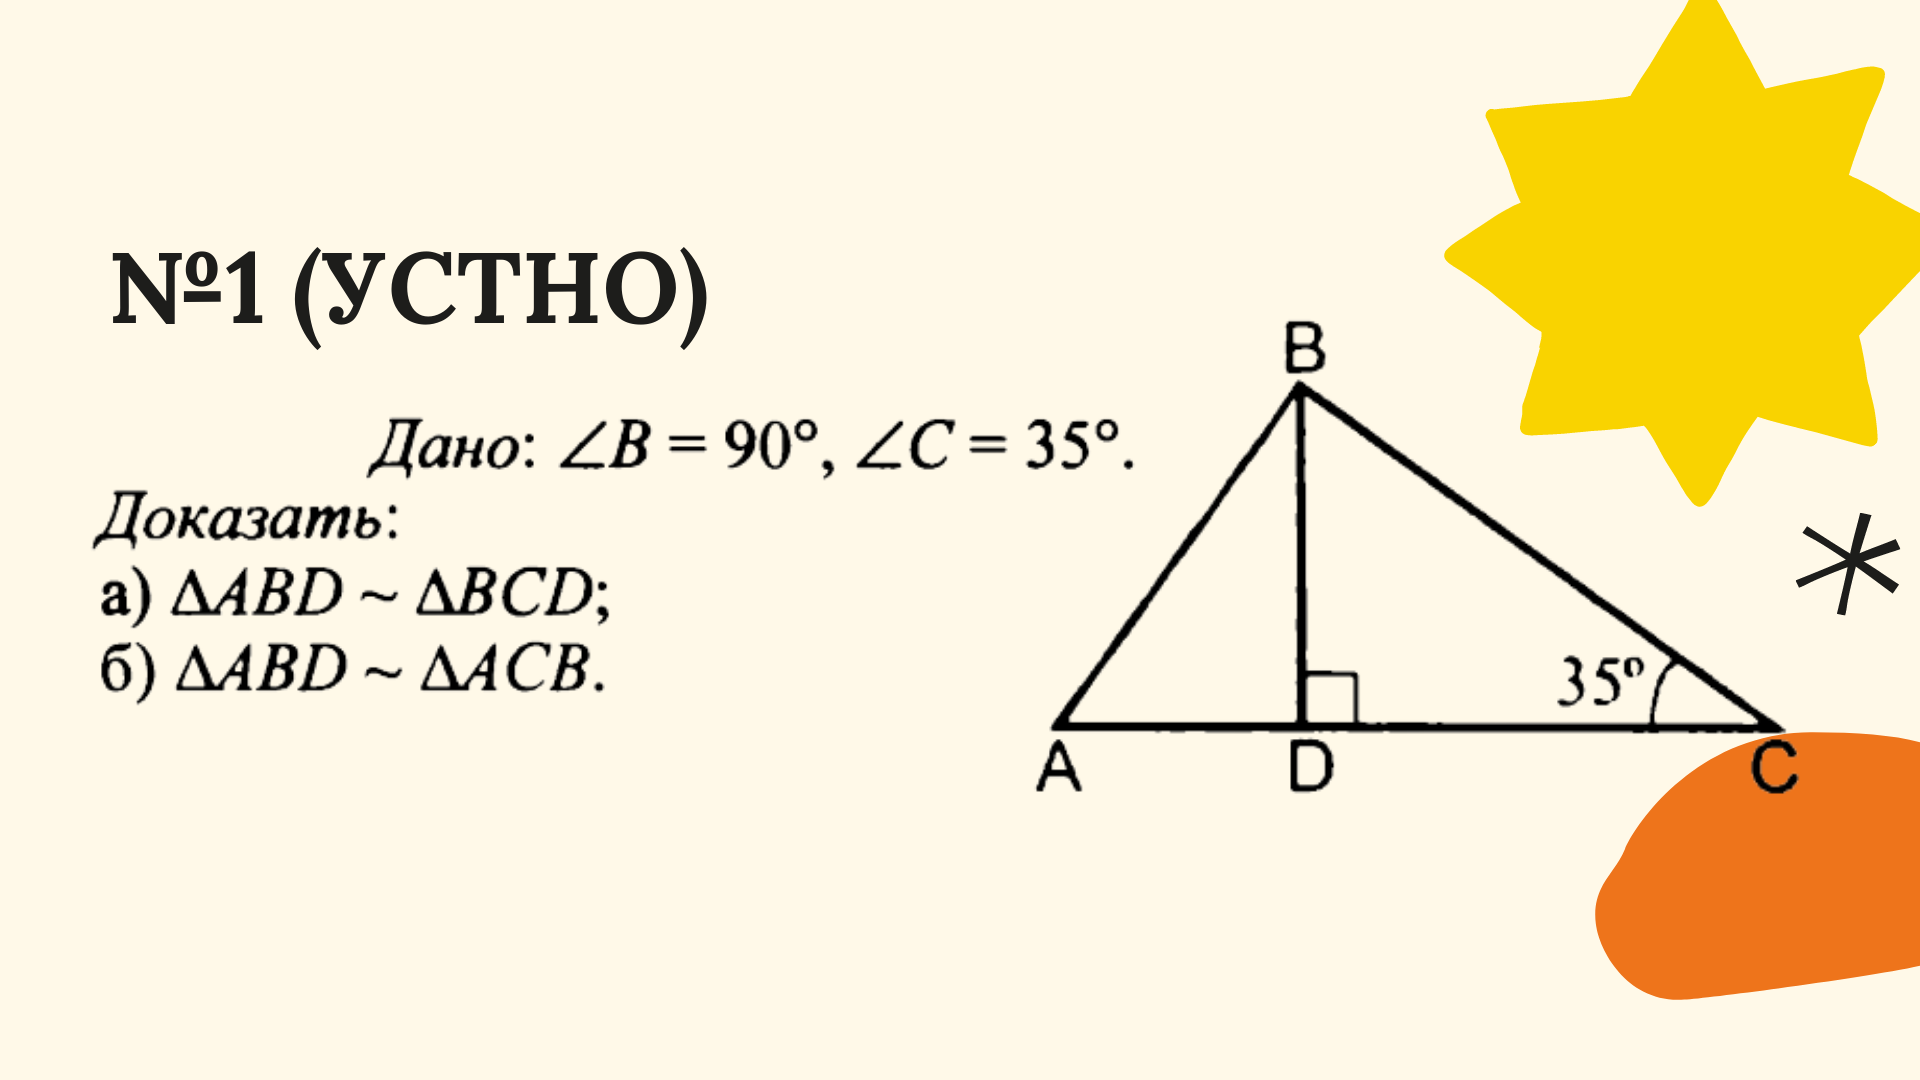 №1 (УСТНО)
Дано: ∠B = 90°, ∠C = 35°.
Доказать:
а) ΔABD ~ ΔBCD;
б) ΔABD ~ ΔACB.
B
35°
A
D
C